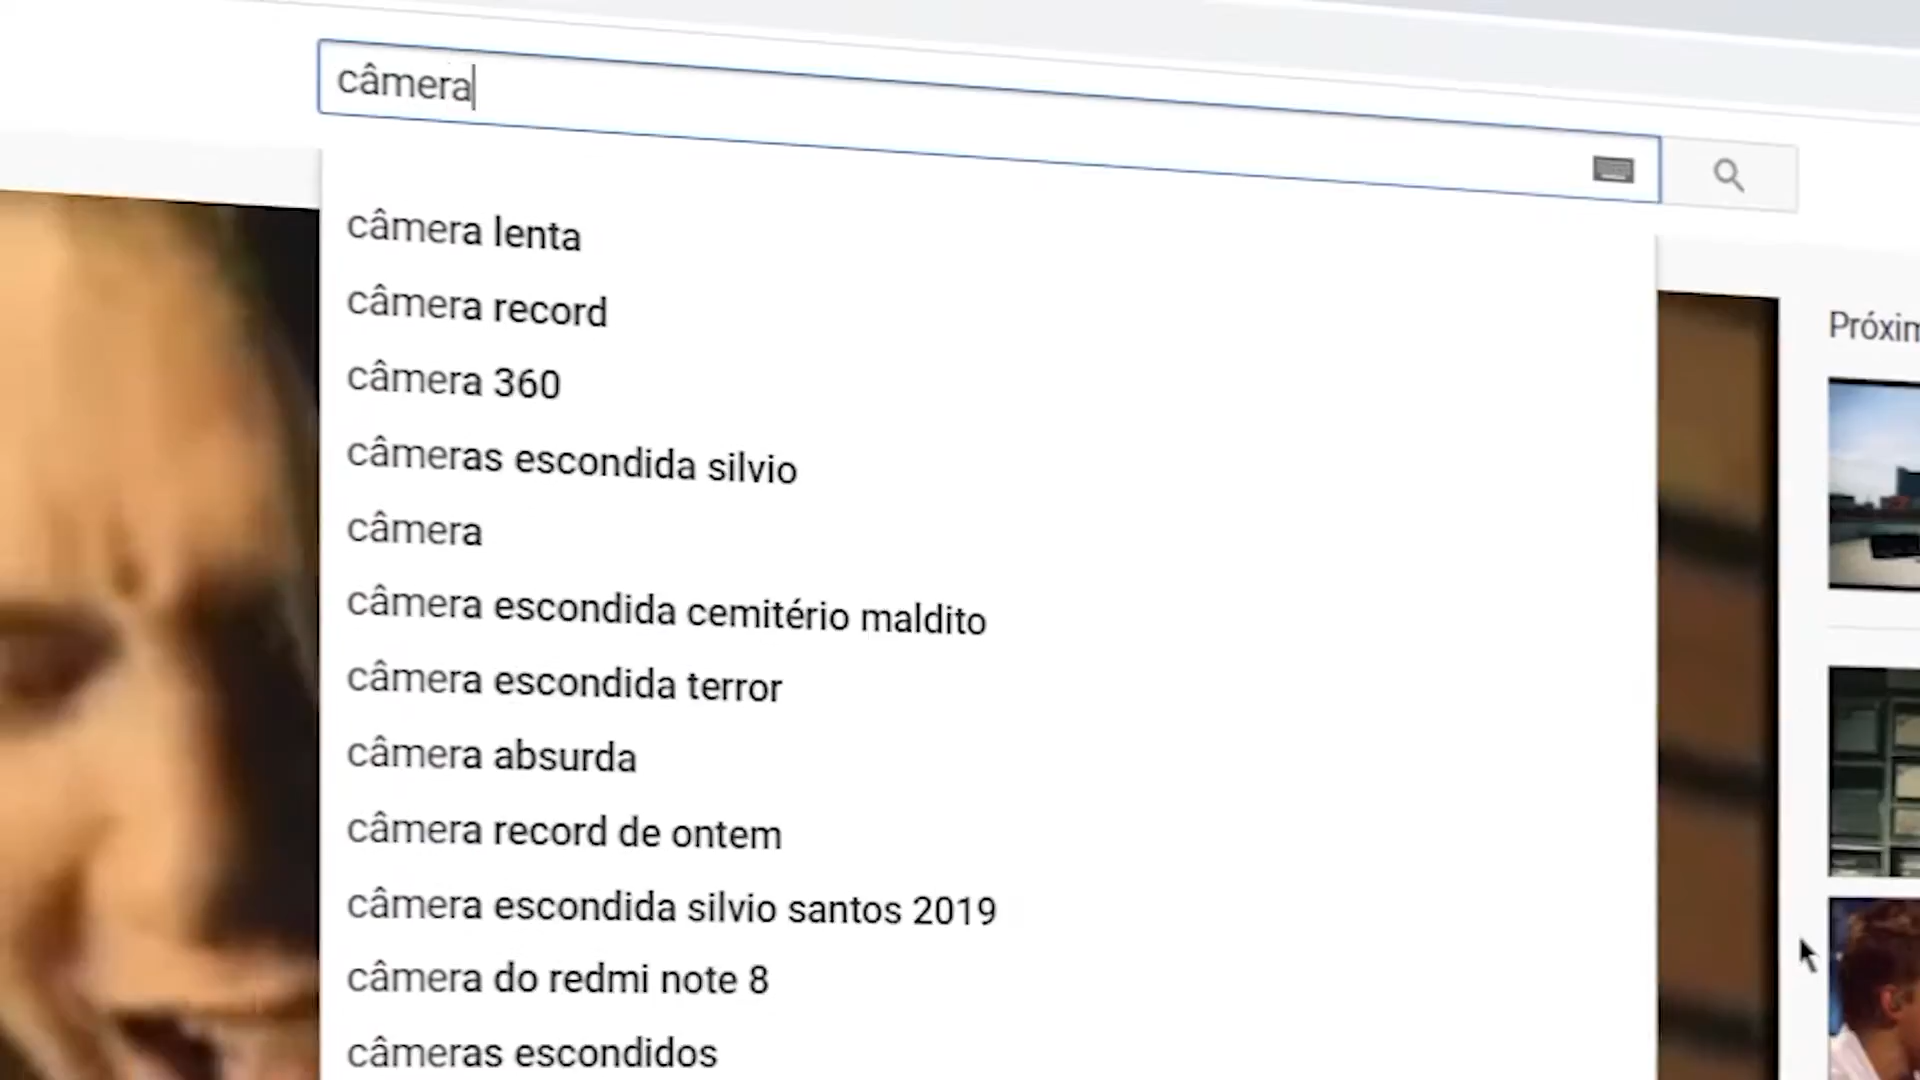 câmera
câmera lenta
câmera record
câmera 360
Próxim
câmeras escondida silvio
câmera
câmera escondida cemitério maldito
câmera escondida terror
câmera absurda
câmera record de ontem
câmera escondida silvio santos 2019
câmera do redmi note 8
câmeras escondidos